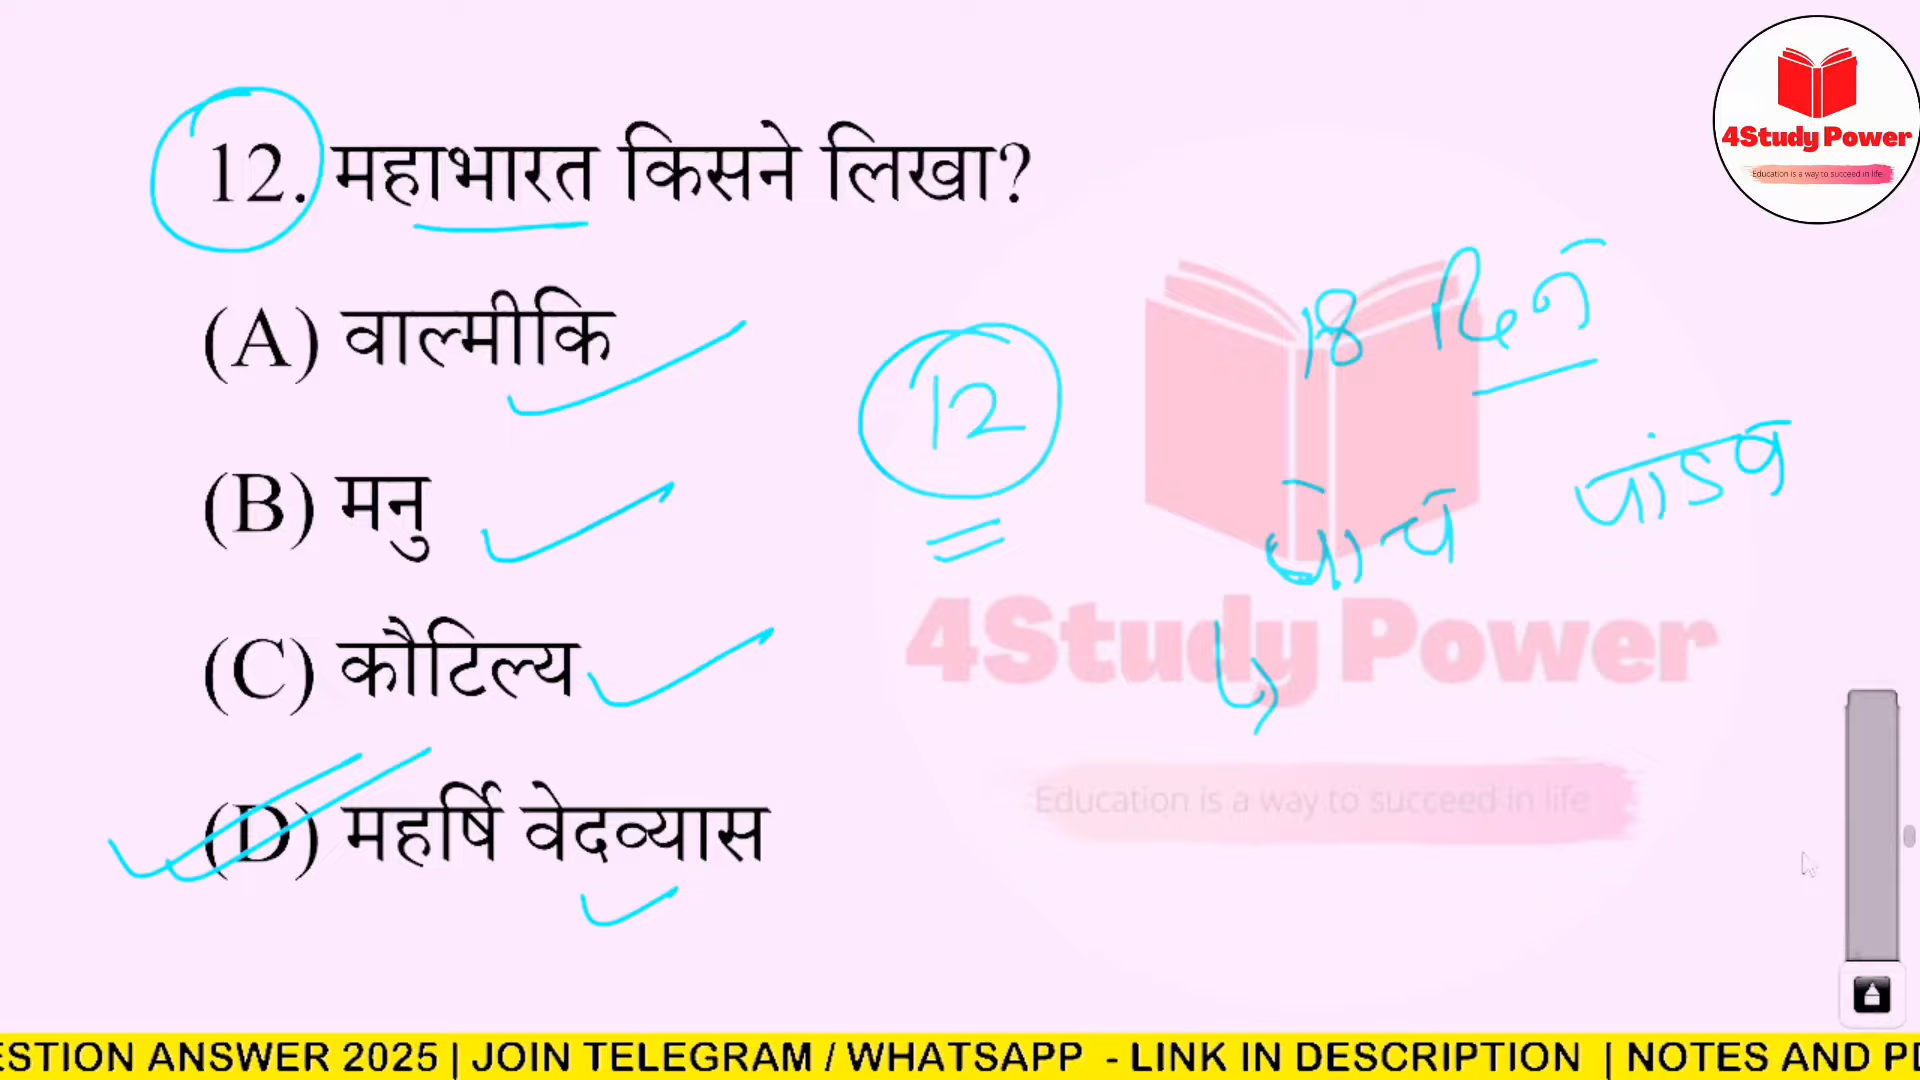 12. महाभारत किसने लिखा?
(A) वाल्मीकि
(B) मनु
(C) कौटिल्य
(D) महर्षि वेदव्यास
12
18 दिन
पांच पांडव
4Study Power
Education is a way to succeed in life
4Study Power
Education is a way to succeed in life
ESTION ANSWER 2025 | JOIN TELEGRAM / WHATSAPP - LINK IN DESCRIPTION | NOTES AND PD